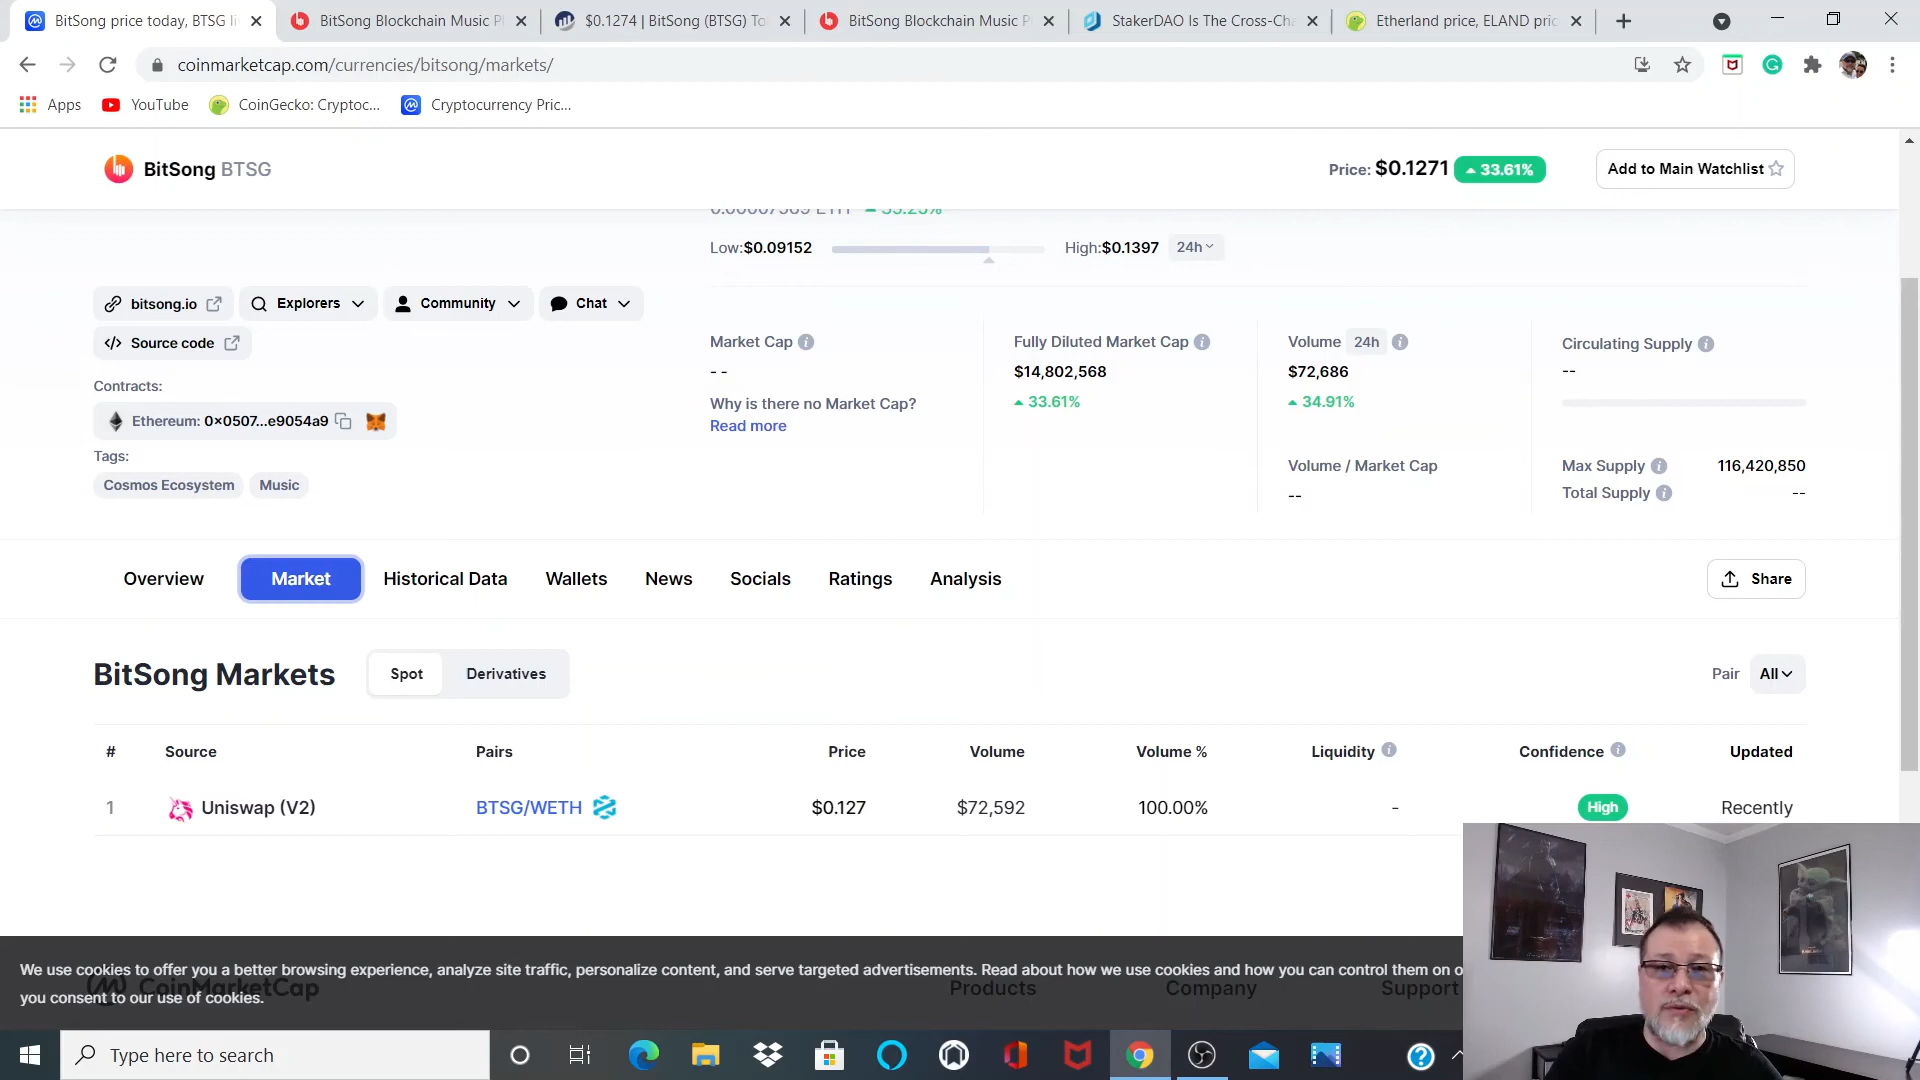 BitSong price today, BTSG li
BitSong Blockchain Music Pl
$0.1274 | BitSong (BTSG) To
BitSong Blockchain Music P
StakerDAO Is The Cross-Cha
Etherland price, ELAND pric
coinmarketcap.com/currencies/bitsong/markets/
Apps
YouTube
CoinGecko: Cryptoc...
Cryptocurrency Pric...
BitSong BTSG
Price: $0.1271 33.61%
Add to Main Watchlist
Low:$0.09152
High:$0.1397
24h
bitsong.io
Explorers
Community
Chat
Source code
Contracts:
Ethereum: 0x0507...e9054a9
Tags:
Cosmos Ecosystem
Music
Market Cap
- -
Why is there no Market Cap?
Read more
Fully Diluted Market Cap
$14,802,568
33.61%
Volume 24h
$72,686
34.91%
Volume / Market Cap
--
Circulating Supply
--
Max Supply 116,420,850
Total Supply --
Overview Market Historical Data Wallets News Socials Ratings Analysis
Share
BitSong Markets
Spot Derivatives
Pair All
# Source Pairs Price Volume Volume % Liquidity Confidence Updated
1 Uniswap (V2) BTSG/WETH $0.127 $72,592 100.00% - High Recently
We use cookies to offer you a better browsing experience, analyze site traffic, personalize content, and serve targeted advertisements. Read about how we use cookies and how you can control them on
you consent to our use of cookies.
CoinMarketCap
Products
Company
Support
Type here to search